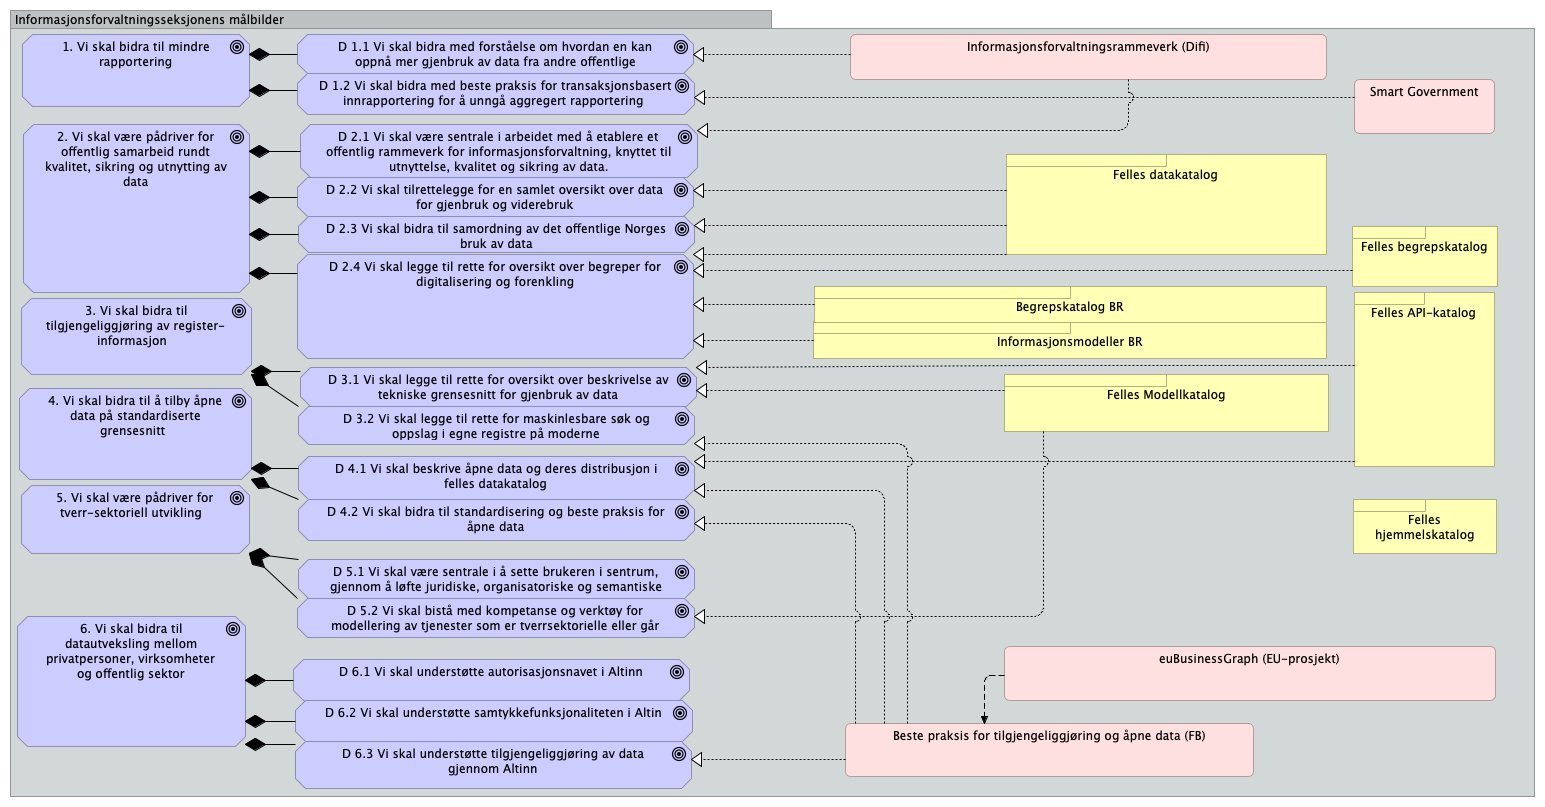 Informasjonsforvaltningsseksjonens målbilder
1. Vi skal bidra til mindre
rapportering
D 1.1 Vi skal bidra med forståelse om hvordan en kan
oppnå mer gjenbruk av data fra andre offentlige
D 1.2 Vi skal bidra med beste praksis for transaksjonsbasert
innrapportering for å unngå aggregert rapportering
Informasjonsforvaltningsrammeverk (Difi)
Smart Government
2. Vi skal være pådriver for
offentlig samarbeid rundt
kvalitet, sikring og utnytting av
data
D 2.1 Vi skal være sentrale i arbeidet med å etablere et
offentlig rammeverk for informasjonsforvaltning, knyttet til
utnyttelse, kvalitet og sikring av data.
D 2.2 Vi skal tilrettelegge for en samlet oversikt over data
for gjenbruk og viderebruk
D 2.3 Vi skal bidra til samordning av det offentlige Norges
bruk av data
D 2.4 Vi skal legge til rette for oversikt over begreper for
digitalisering og forenkling
Felles datakatalog
Felles begrepskatalog
Begrepskatalog BR
Informasjonsmodeller BR
Felles API-katalog
3. Vi skal bidra til
tilgjengeliggjøring av register-
informasjon
D 3.1 Vi skal legge til rette for oversikt over beskrivelse av
tekniske grensesnitt for gjenbruk av data
D 3.2 Vi skal legge til rette for maskinlesbare søk og
oppslag i egne registre på moderne
Felles Modellkatalog
4. Vi skal bidra til å tilby åpne
data på standardiserte
grensesnitt
D 4.1 Vi skal beskrive åpne data og deres distribusjon i
felles datakatalog
D 4.2 Vi skal bidra til standardisering og beste praksis for
åpne data
Felles
hjemmelskatalog
5. Vi skal være pådriver for
tverr-sektoriell utvikling
D 5.1 Vi skal være sentrale i å sette brukeren i sentrum,
gjennom å løfte juridiske, organisatoriske og semantiske
D 5.2 Vi skal bistå med kompetanse og verktøy for
modellering av tjenester som er tverrsektorielle eller går
6. Vi skal bidra til
datautveksling mellom
privatpersoner, virksomheter
og offentlig sektor
D 6.1 Vi skal understøtte autorisasjonsnavet i Altinn
D 6.2 Vi skal understøtte samtykkefunksjonaliteten i Altin
D 6.3 Vi skal understøtte tilgjengeliggjøring av data
gjennom Altinn
euBusinessGraph (EU-prosjekt)
Beste praksis for tilgjengeliggjøring og åpne data (FB)